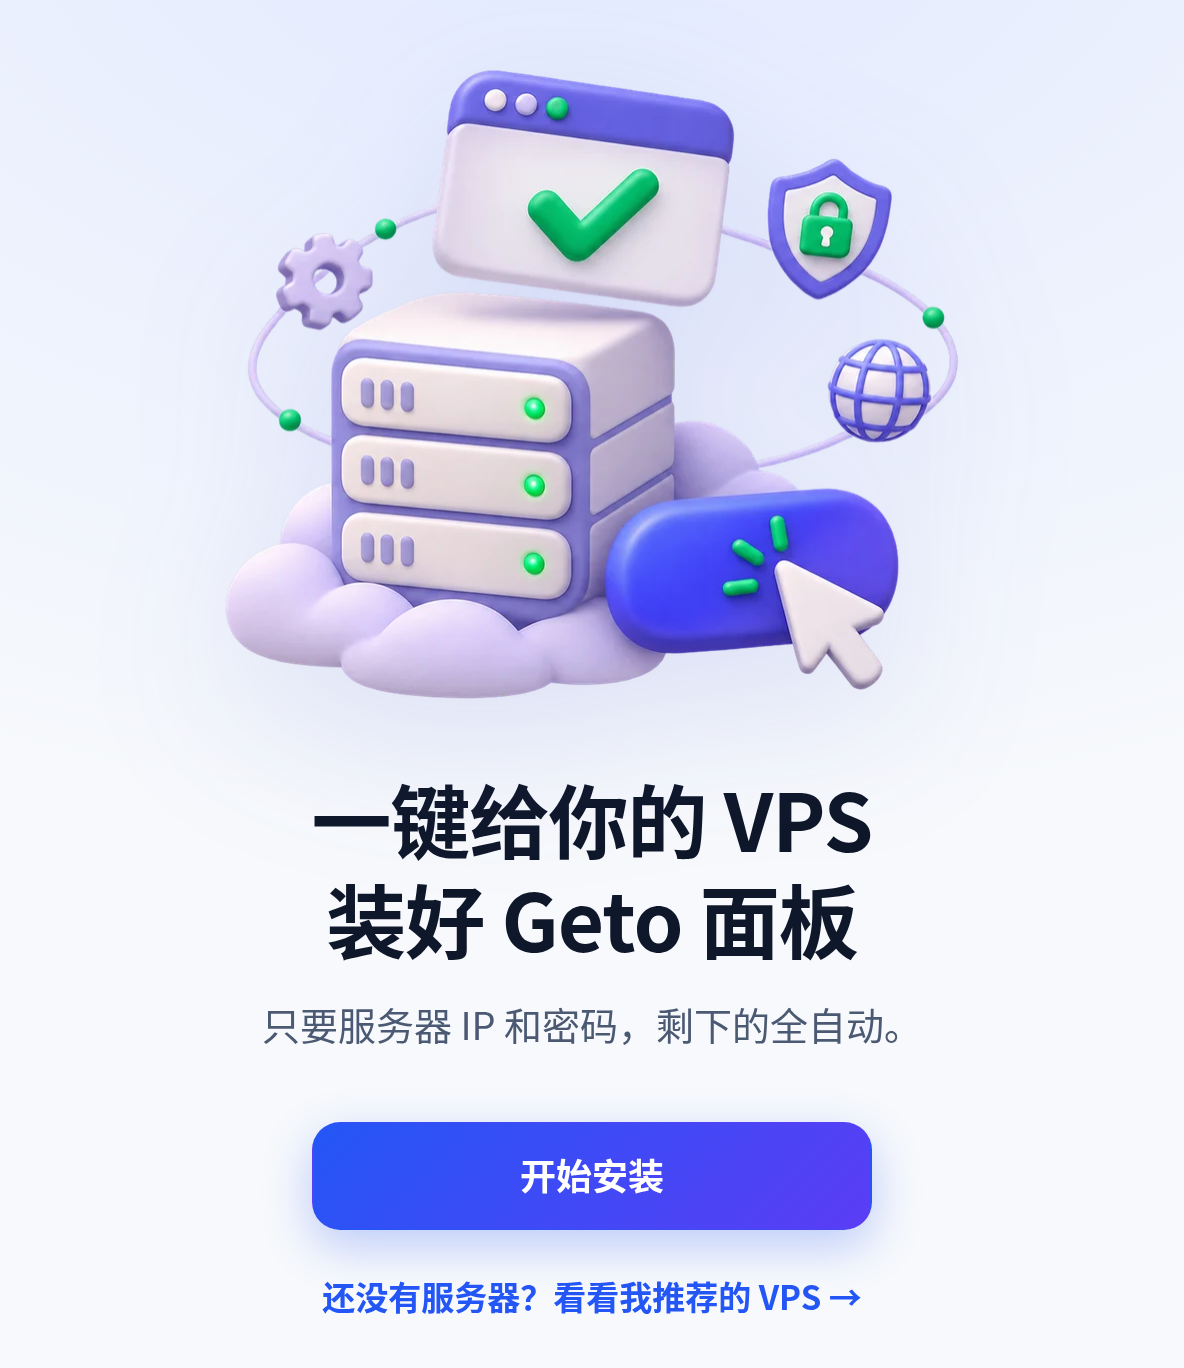 一键给你的 VPS
装好 Geto 面板
只要服务器 IP 和密码，剩下的全自动。
开始安装
还没有服务器？看看我推荐的 VPS →